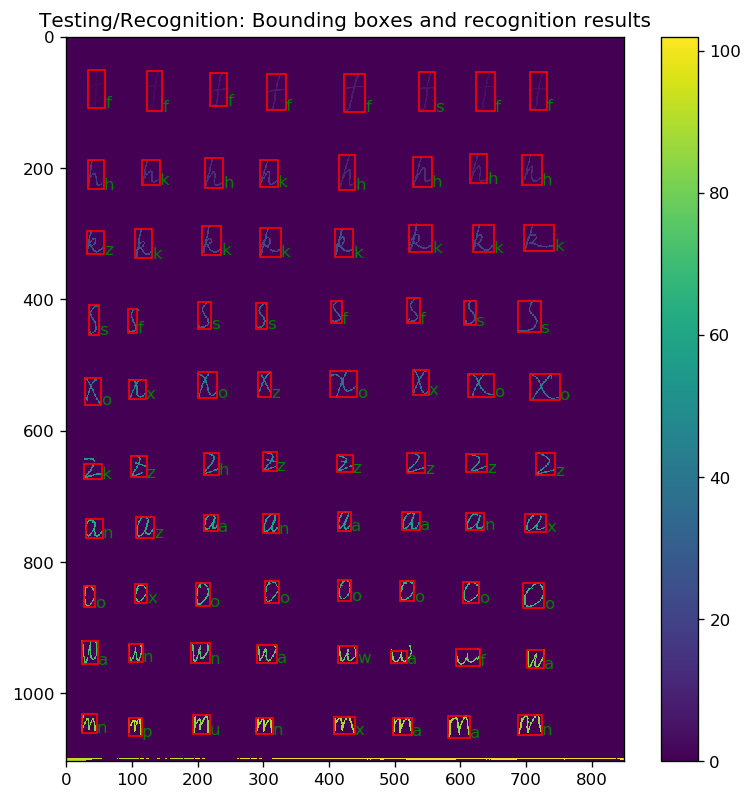 Testing/Recognition: Bounding boxes and recognition results
0
f f f f f s f f
200
h k h k h h h h
z k k k k k k k
400
s f s s f f s s
o x o z o x o o
600
k z h z z z z z
n z a n a a n x
800
o x o o o o o o
a n n a w a f a
1000
n p u n x a a n
0 100 200 300 400 500 600 700 800
100
80
60
40
20
0